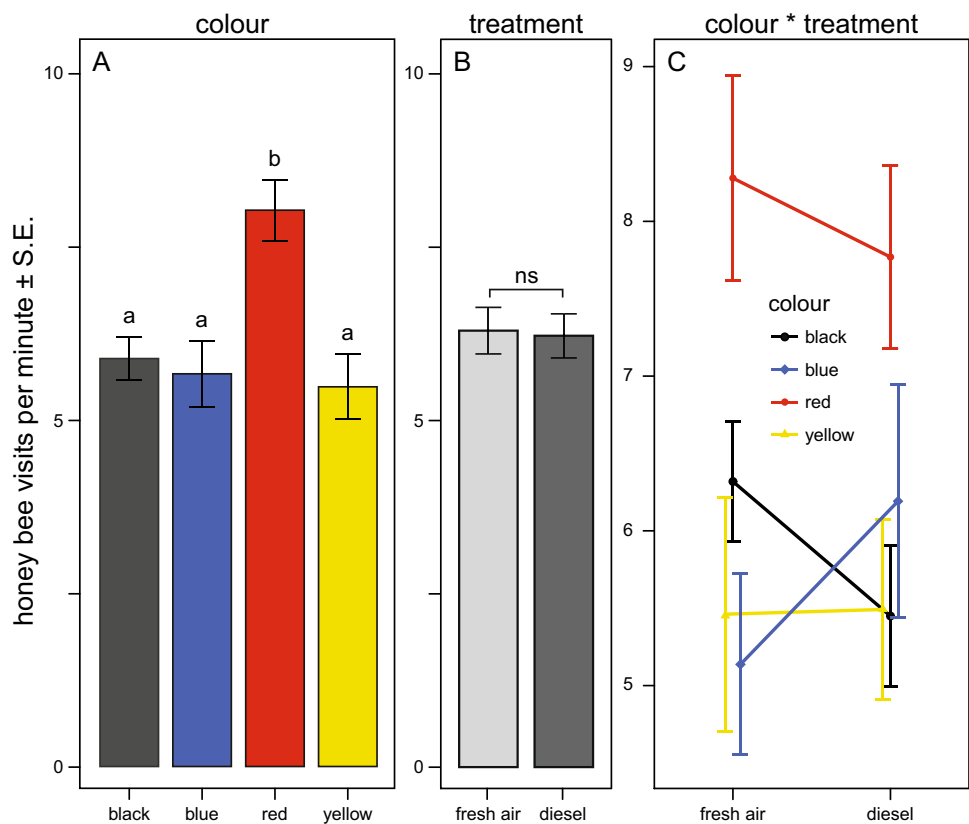 colour
treatment
colour * treatment
honey bee visits per minute ± S.E.
A
10
5
0
a
a
b
a
black
blue
red
yellow
B
10
5
0
ns
fresh air
diesel
C
9
8
7
6
5
colour
black
blue
red
yellow
fresh air
diesel